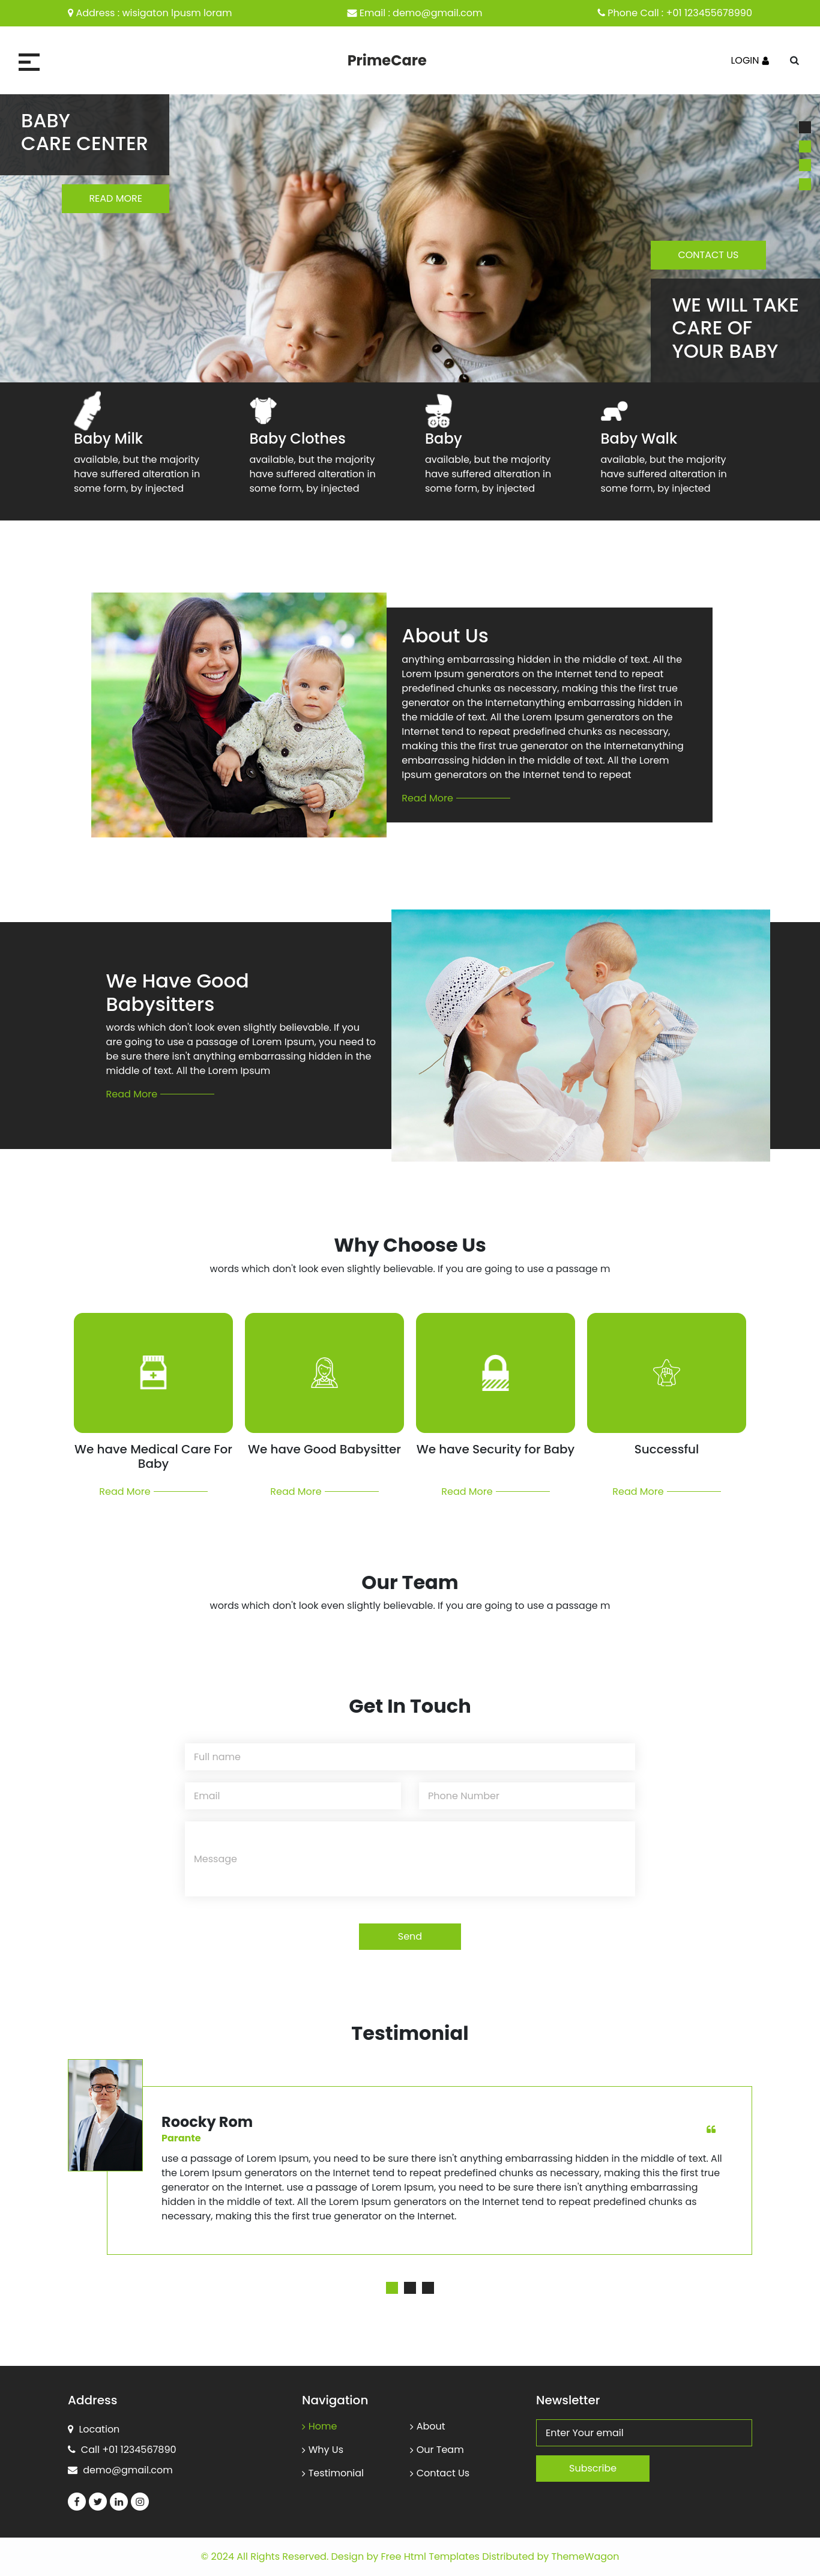 Address : wisigaton Ipusm loram
Email : demo@gmail.com
Phone Call : +01 123455678990
PrimeCare
LOGIN
BABY
CARE CENTER
READ MORE
CONTACT US
WE WILL TAKE
CARE OF
YOUR BABY
Baby Milk
available, but the majority
have suffered alteration in
some form, by injected
Baby Clothes
available, but the majority
have suffered alteration in
some form, by injected
Baby
available, but the majority
have suffered alteration in
some form, by injected
Baby Walk
available, but the majority
have suffered alteration in
some form, by injected
About Us
anything embarrassing hidden in the middle of text. All the
Lorem Ipsum generators on the Internet tend to repeat
predefined chunks as necessary, making this the first true
generator on the Internetanything embarrassing hidden in
the middle of text. All the Lorem Ipsum generators on the
Internet tend to repeat predefined chunks as necessary,
making this the first true generator on the Internetanything
embarrassing hidden in the middle of text. All the Lorem
Ipsum generators on the Internet tend to repeat
Read More
We Have Good
Babysitters
words which don't look even slightly believable. If you
are going to use a passage of Lorem Ipsum, you need to
be sure there isn't anything embarrassing hidden in the
middle of text. All the Lorem Ipsum
Read More
Why Choose Us
words which don't look even slightly believable. If you are going to use a passage m
We have Medical Care For
Baby
Read More
We have Good Babysitter
Read More
We have Security for Baby
Read More
Successful
Read More
Our Team
words which don't look even slightly believable. If you are going to use a passage m
Get In Touch
Full name
Email
Phone Number
Message
Send
Testimonial
Roocky Rom
Parante
use a passage of Lorem Ipsum, you need to be sure there isn't anything embarrassing hidden in the middle of text. All
the Lorem Ipsum generators on the Internet tend to repeat predefined chunks as necessary, making this the first true
generator on the Internet. use a passage of Lorem Ipsum, you need to be sure there isn't anything embarrassing
hidden in the middle of text. All the Lorem Ipsum generators on the Internet tend to repeat predefined chunks as
necessary, making this the first true generator on the Internet.
Address
Location
Call +01 1234567890
demo@gmail.com
Navigation
Home
About
Why Us
Our Team
Testimonial
Contact Us
Newsletter
Enter Your email
Subscribe
© 2024 All Rights Reserved. Design by Free Html Templates Distributed by ThemeWagon